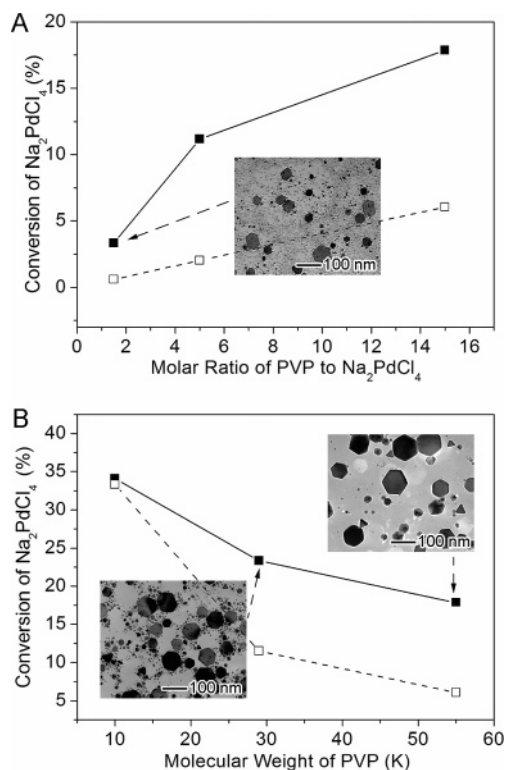 A
20
15
10
5
0
Conversion of Na₂PdCl₄ (%)
100 nm
0 2 4 6 8 10 12 14 16
Molar Ratio of PVP to Na₂PdCl₄
B
40
35
30
25
20
15
10
5
Conversion of Na₂PdCl₄ (%)
100 nm
100 nm
0 10 20 30 40 50 60
Molecular Weight of PVP (K)